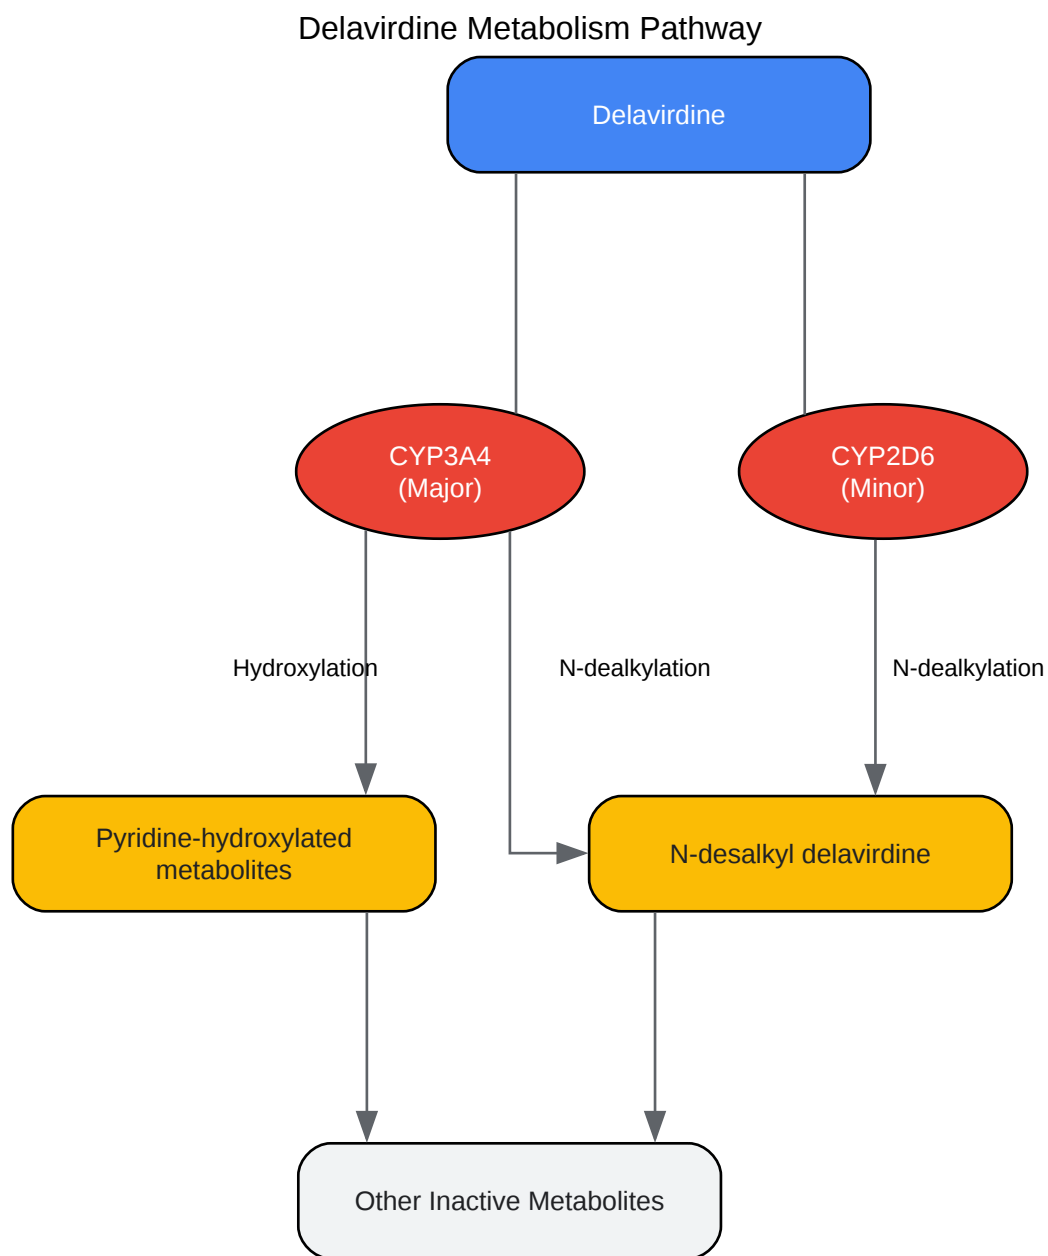 Delavirdine Metabolism Pathway
Delavirdine
CYP3A4
(Major)
CYP2D6
(Minor)
Hydroxylation
N-dealkylation
N-dealkylation
Pyridine-hydroxylated
metabolites
N-desalkyl delavirdine
Other Inactive Metabolites